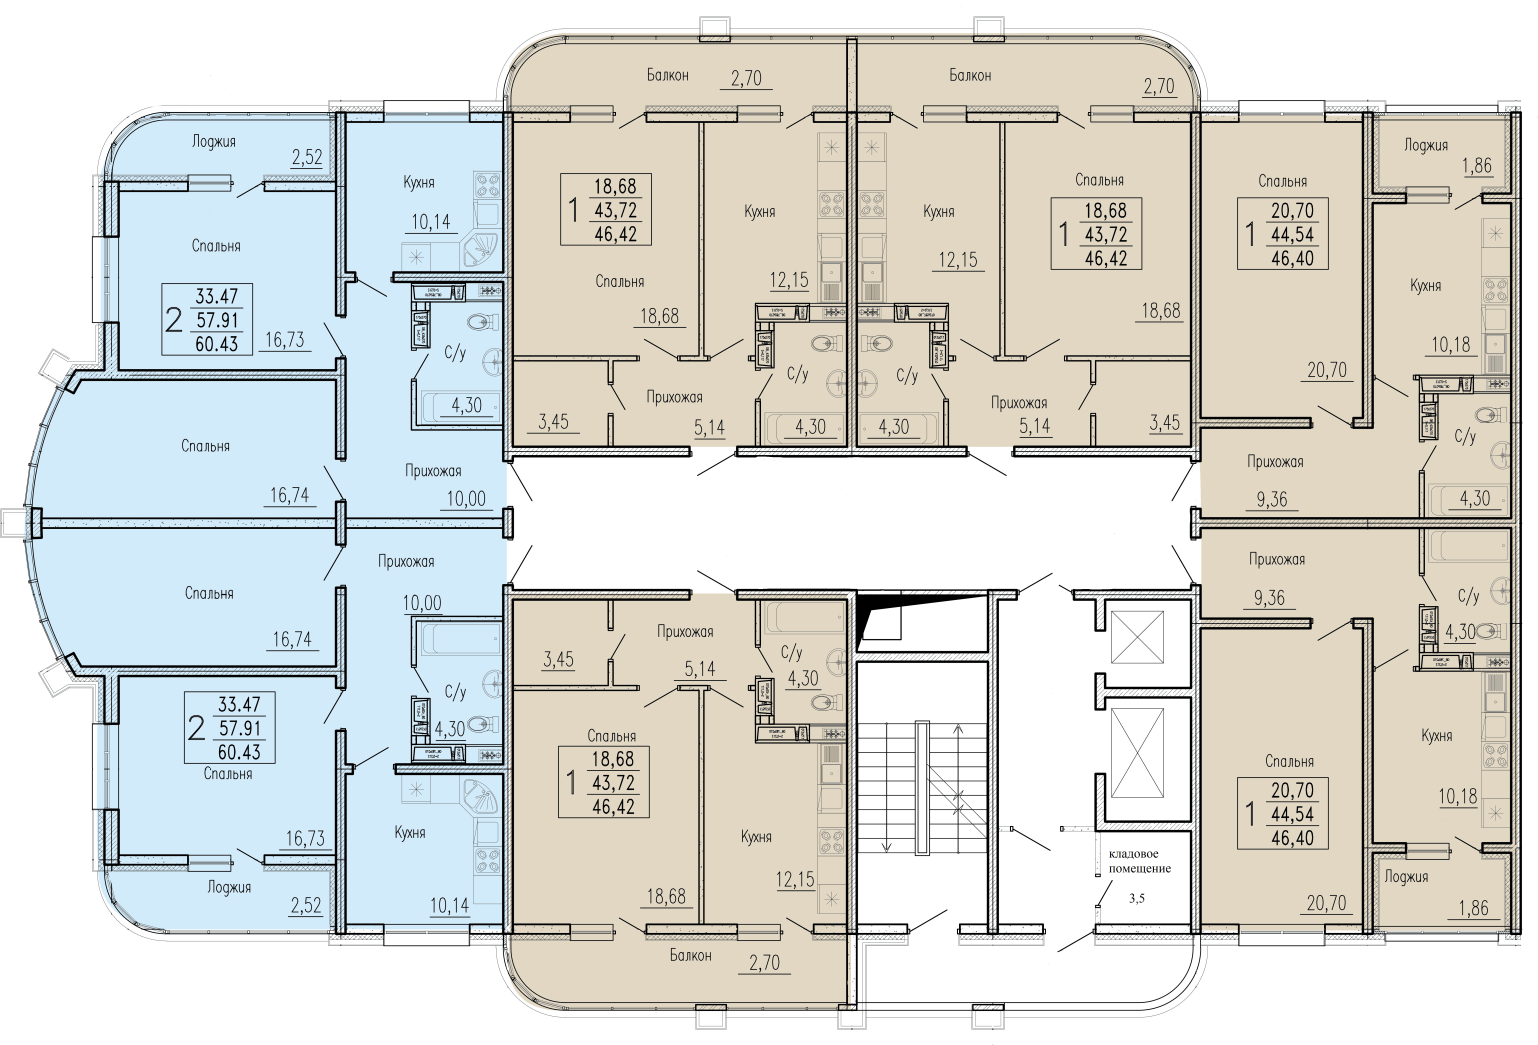 Балкон
2,70
Балкон
2,70
Лоджия
2,52
Кухня
10,14
Спальня
16,73
2
33.47
57.91
60.43
С/у
4,30
Спальня
16,74
Прихожая
10,00
1
18,68
43,72
46,42
Спальня
18,68
Кухня
12,15
3,45
Прихожая
5,14
С/у
4,30
Кухня
12,15
Спальня
1
18,68
43,72
46,42
18,68
С/у
4,30
Прихожая
5,14
3,45
Спальня
1
20,70
44,54
46,40
20,70
Лоджия
1,86
Кухня
10,18
С/у
4,30
Прихожая
9,36
Спальня
16,74
Прихожая
10,00
С/у
4,30
2
33.47
57.91
60.43
Спальня
16,73
Кухня
10,14
Лоджия
2,52
3,45
Прихожая
5,14
С/у
4,30
Спальня
1
18,68
43,72
46,42
18,68
Кухня
12,15
Балкон
2,70
кладовое
помещение
3,5
Прихожая
9,36
С/у
4,30
Спальня
1
20,70
44,54
46,40
20,70
Кухня
10,18
Лоджия
1,86